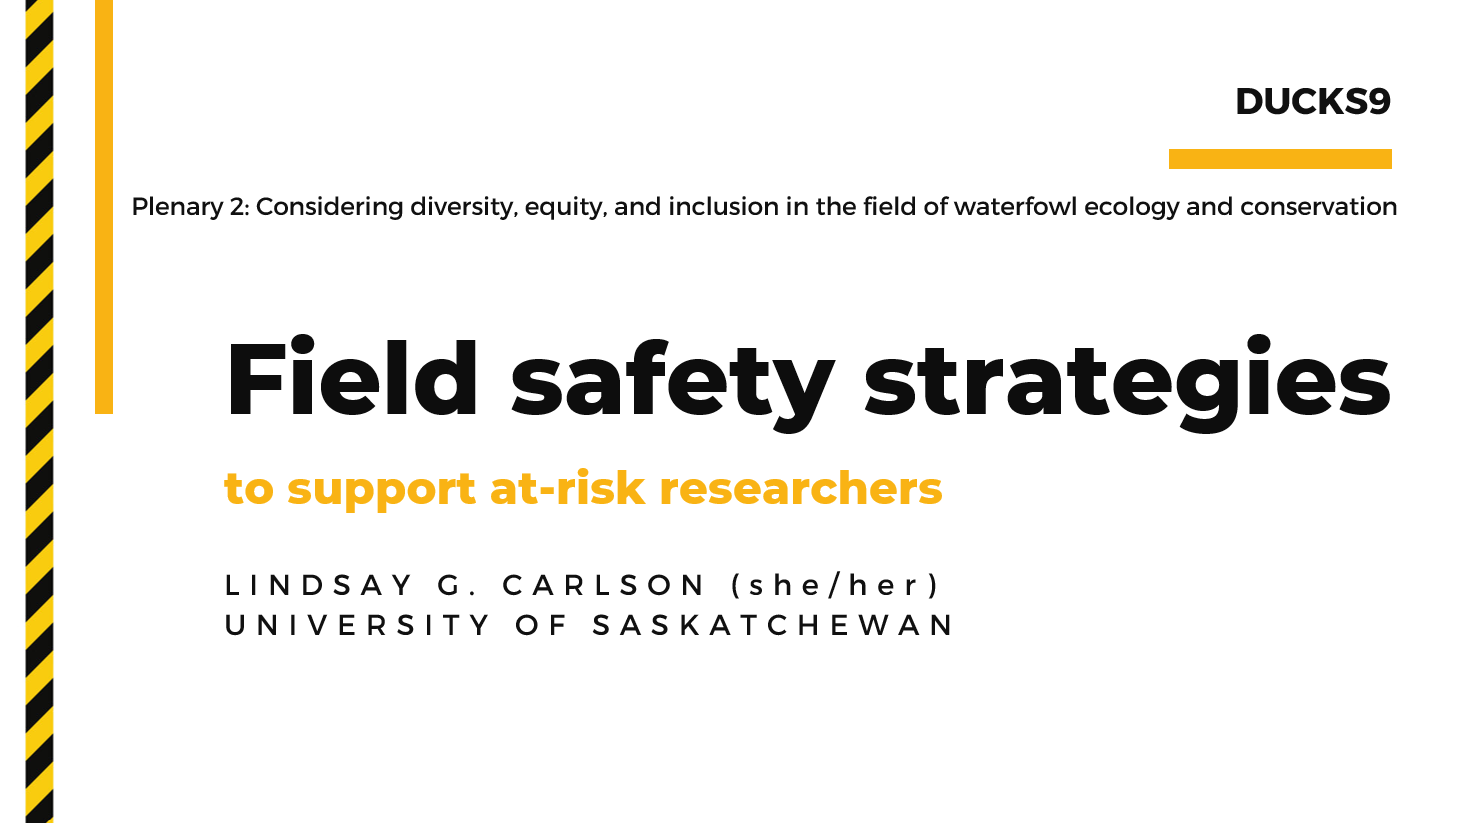 DUCKS9
Plenary 2: Considering diversity, equity, and inclusion in the field of waterfowl ecology and conservation
Field safety strategies
to support at-risk researchers
LINDSAY G. CARLSON (she/her)
UNIVERSITY OF SASKATCHEWAN